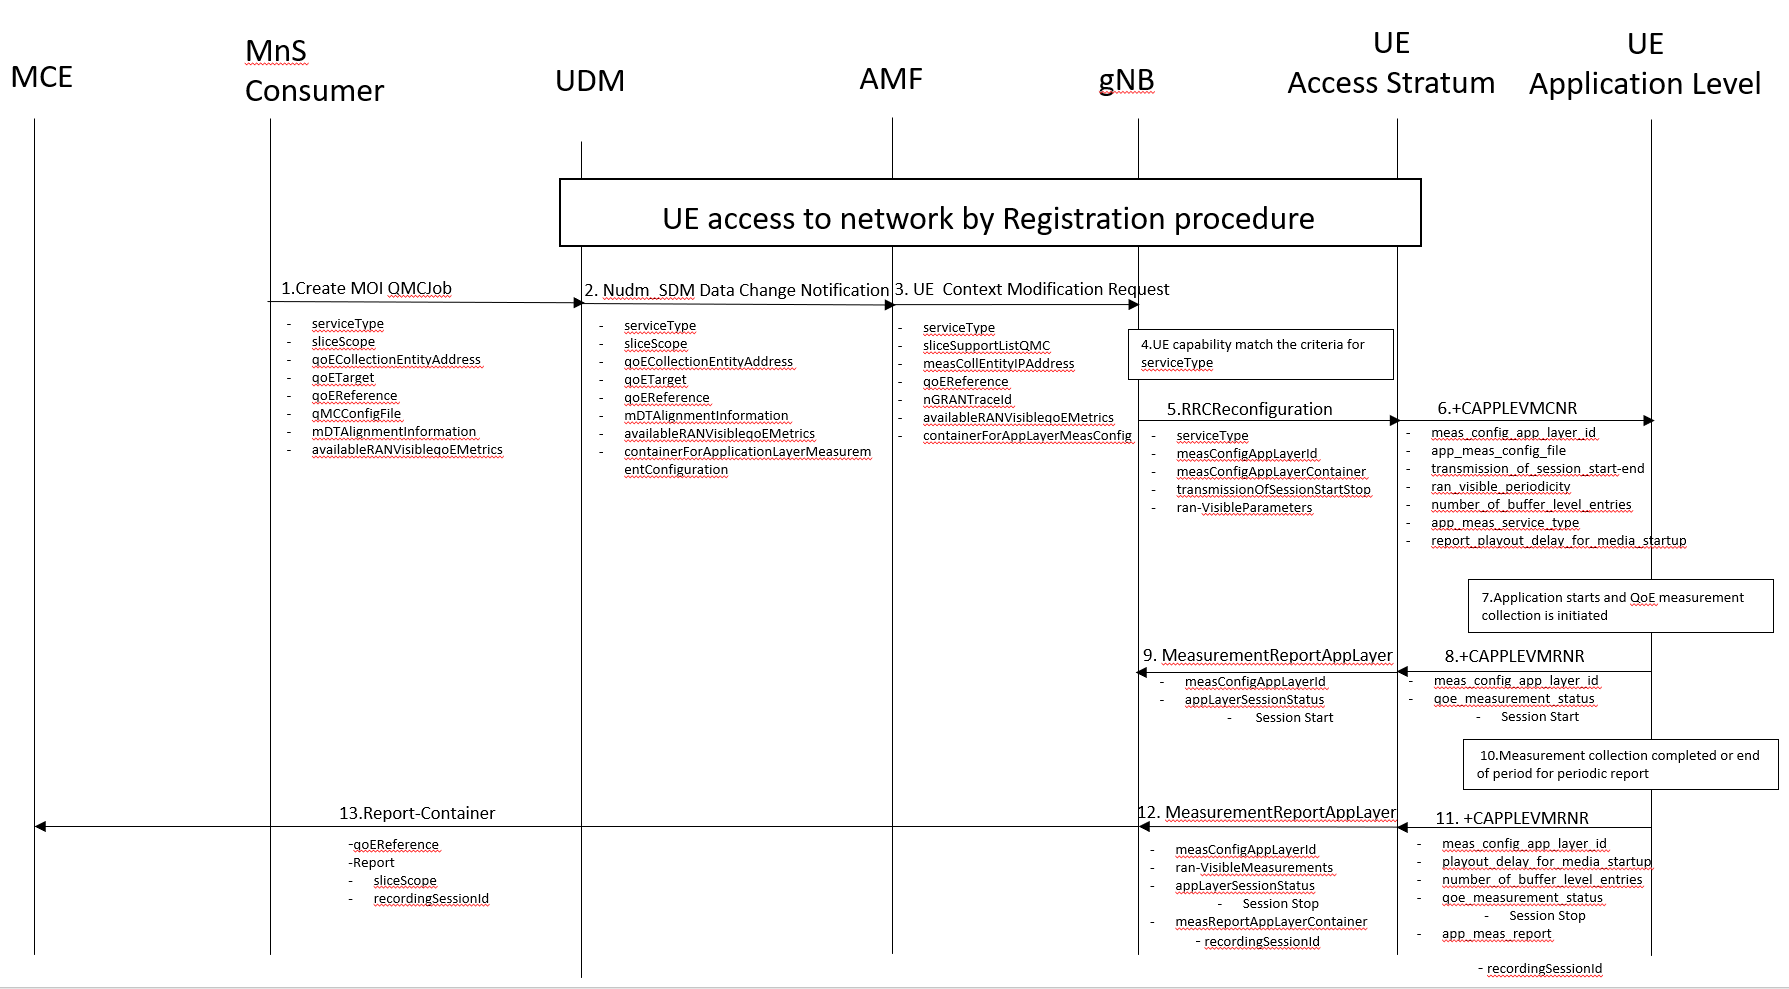 MCE
MnS
Consumer
UDM
AMF
gNB
UE
Access Stratum
UE
Application Level
UE access to network by Registration procedure
1.Create MOI QMCJob
- serviceType
- sliceScope
- qoECollectionEntityAddress
- qoETarget
- qoEReference
- qMCConfigFile
- mDTAlignmentInformation
- availableRANVisibleqoEMetrics
2. Nudm_SDM Data Change Notification
- serviceType
- sliceScope
- qoECollectionEntityAddress
- qoETarget
- qoEReference
- mDTAlignmentInformation
- availableRANVisibleqoEMetrics
- containerForApplicationLayerMeasurem
entConfiguration
3. UE Context Modification Request
- serviceType
- sliceSupportListQMC
- measCollEntityIPAddress
- qoEReference
- nGRANTraceId
- availableRANVisibleqoEMetrics
- containerForAppLayerMeasConfig
4.UE capability match the criteria for
serviceType
5.RRCReconfiguration
- serviceType
- measConfigAppLayerId
- measConfigAppLayerContainer
- transmissionOfSessionStartStop
- ran-VisibleParameters
6.+CAPPLEVMCNR
- meas_config_app_layer_id
- app_meas_config_file
- transmission_of_session_start-end
- ran_visible_periodicity
- number_of_buffer_level_entries
- app_meas_service_type
- report_playout_delay_for_media_startup
7.Application starts and QoE measurement
collection is initiated
8.+CAPPLEVMRNR
- meas_config_app_layer_id
- qoe_measurement_status
- Session Start
9. MeasurementReportAppLayer
- measConfigAppLayerId
- appLayerSessionStatus
- Session Start
10.Measurement collection completed or end
of period for periodic report
11. +CAPPLEVMRNR
- meas_config_app_layer_id
- playout_delay_for_media_startup
- number_of_buffer_level_entries
- qoe_measurement_status
- Session Stop
- app_meas_report
- recordingSessionId
12. MeasurementReportAppLayer
- measConfigAppLayerId
- ran-VisibleMeasurements
- appLayerSessionStatus
- Session Stop
- measReportAppLayerContainer
- recordingSessionId
13.Report-Container
-qoEReference
-Report
- sliceScope
- recordingSessionId